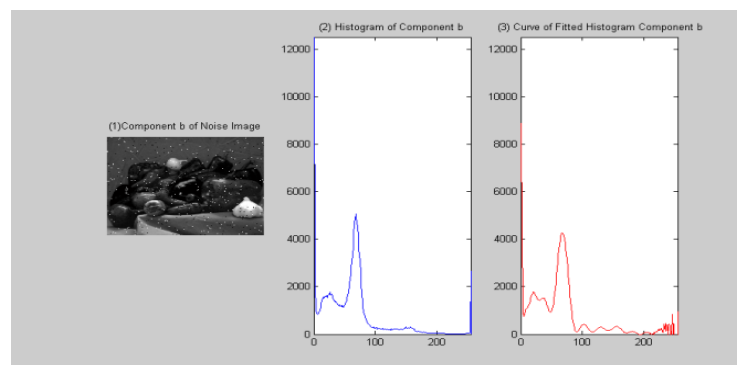 (1)Component b of Noise Image
(2) Histogram of Component b
12000
10000
8000
6000
4000
2000
0
0 100 200
(3) Curve of Fitted Histogram Component b
12000
10000
8000
6000
4000
2000
0
0 100 200